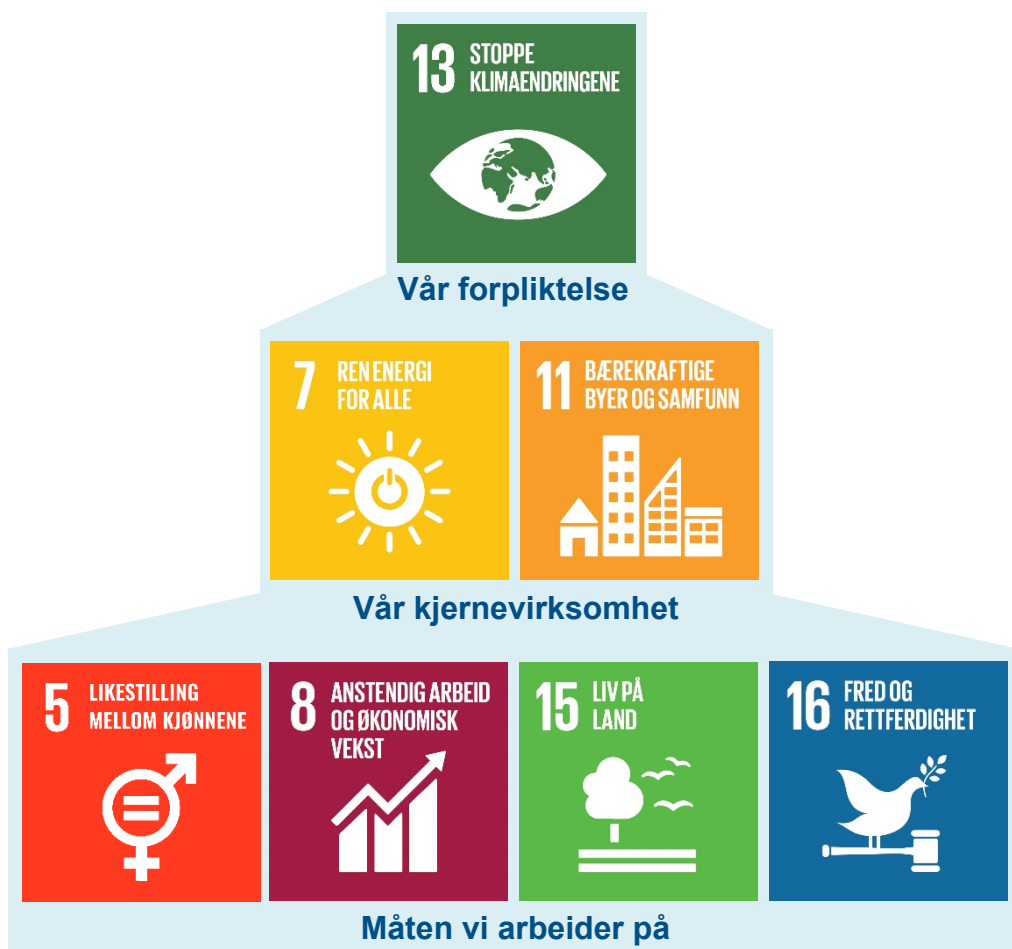 13 STOPPE
KLIMAENDRINGENE
Vår forpliktelse
7 REN ENERGI
FOR ALLE
11 BÆREKRAFTIGE
BYER OG SAMFUNN
Vår kjernevirksomhet
5 LIKESTILLING
MELLOM KJØNNENE
8 ANSTENDIG ARBEID
OG ØKONOMISK
VEKST
15 LIV PÅ
LAND
16 FRED OG
RETTFERDIGHET
Måten vi arbeider på